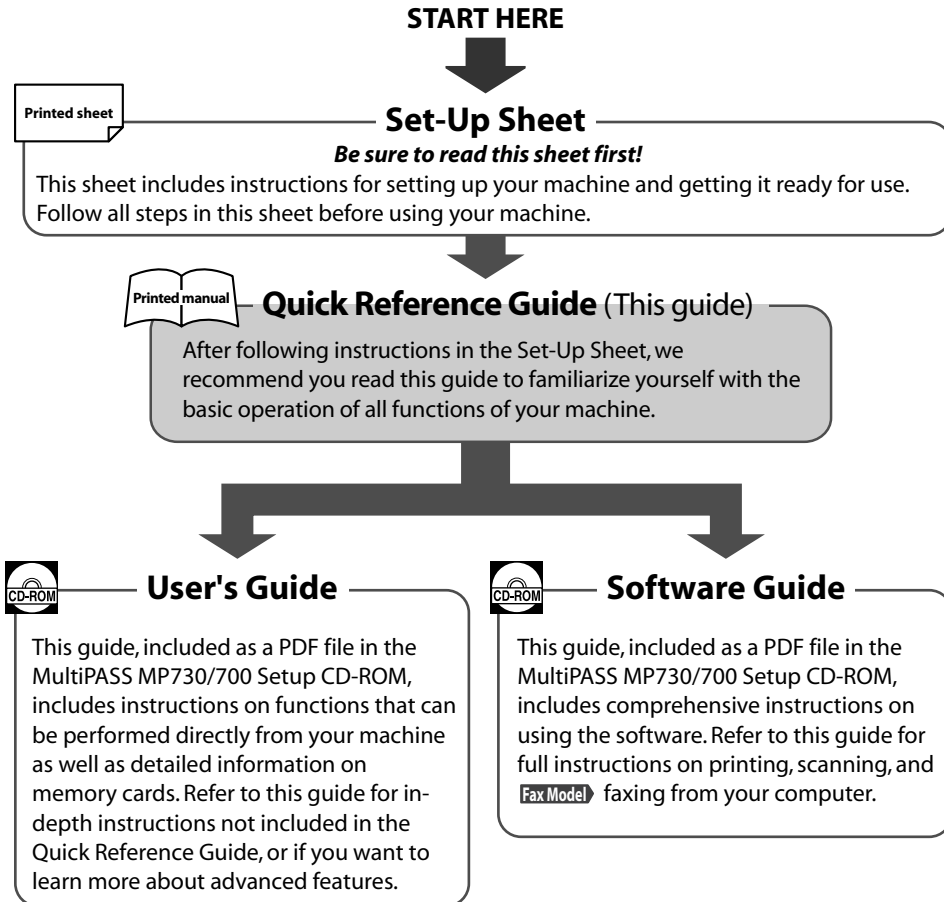 START HERE
Printed sheet
Set-Up Sheet
Be sure to read this sheet first!
This sheet includes instructions for setting up your machine and getting it ready for use.
Follow all steps in this sheet before using your machine.
Printed manual
Quick Reference Guide (This guide)
After following instructions in the Set-Up Sheet, we
recommend you read this guide to familiarize yourself with the
basic operation of all functions of your machine.
CD-ROM
User's Guide
This guide, included as a PDF file in the
MultiPASS MP730/700 Setup CD-ROM,
includes instructions on functions that can
be performed directly from your machine
as well as detailed information on
memory cards. Refer to this guide for in-
depth instructions not included in the
Quick Reference Guide, or if you want to
learn more about advanced features.
CD-ROM
Software Guide
This guide, included as a PDF file in the
MultiPASS MP730/700 Setup CD-ROM,
includes comprehensive instructions on
using the software. Refer to this guide for
full instructions on printing, scanning, and
Fax Model faxing from your computer.